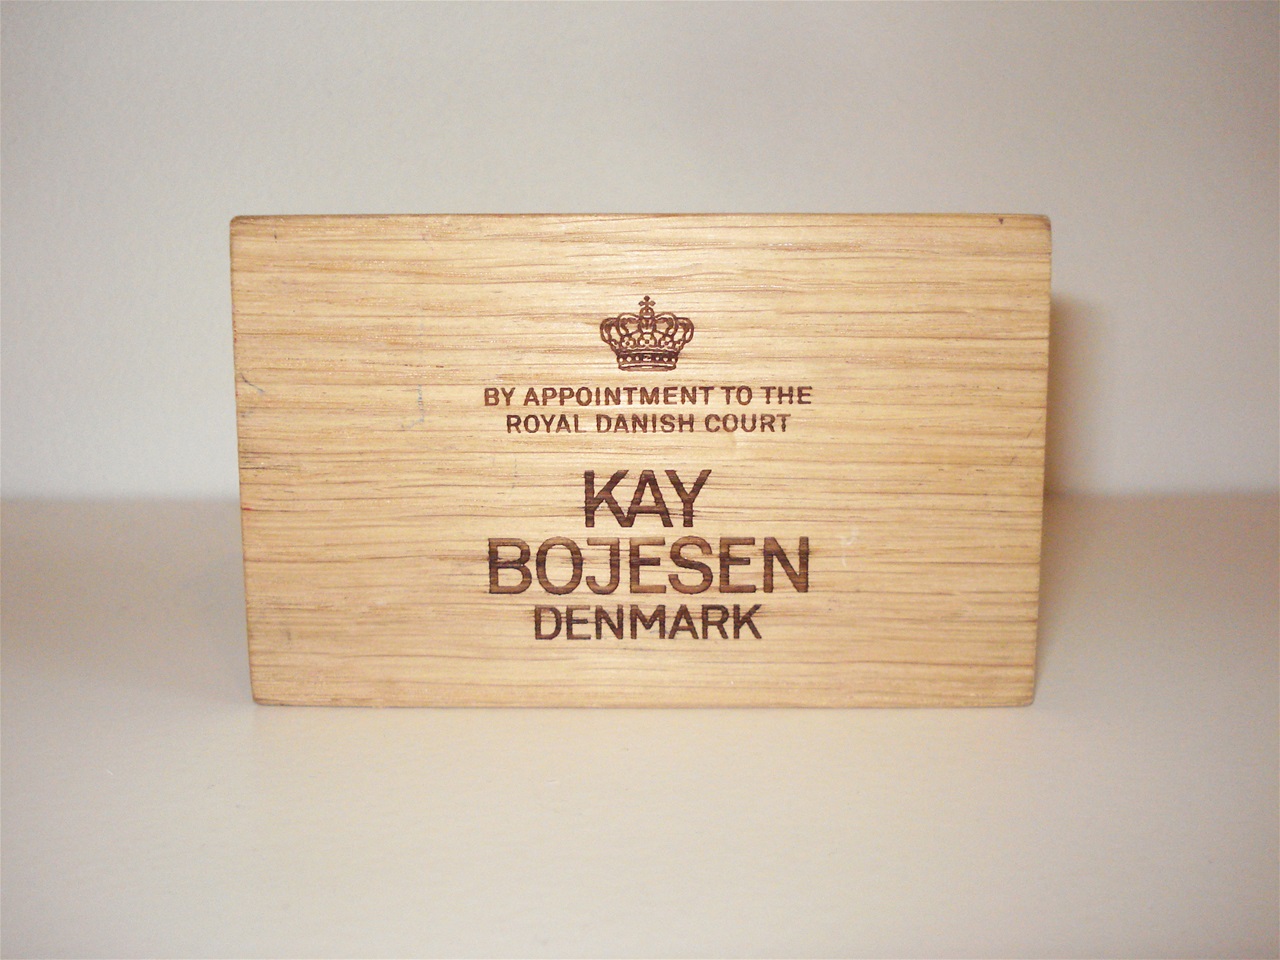 BY APPOINTMENT TO THE
ROYAL DANISH COURT
KAY
BOJESEN
DENMARK